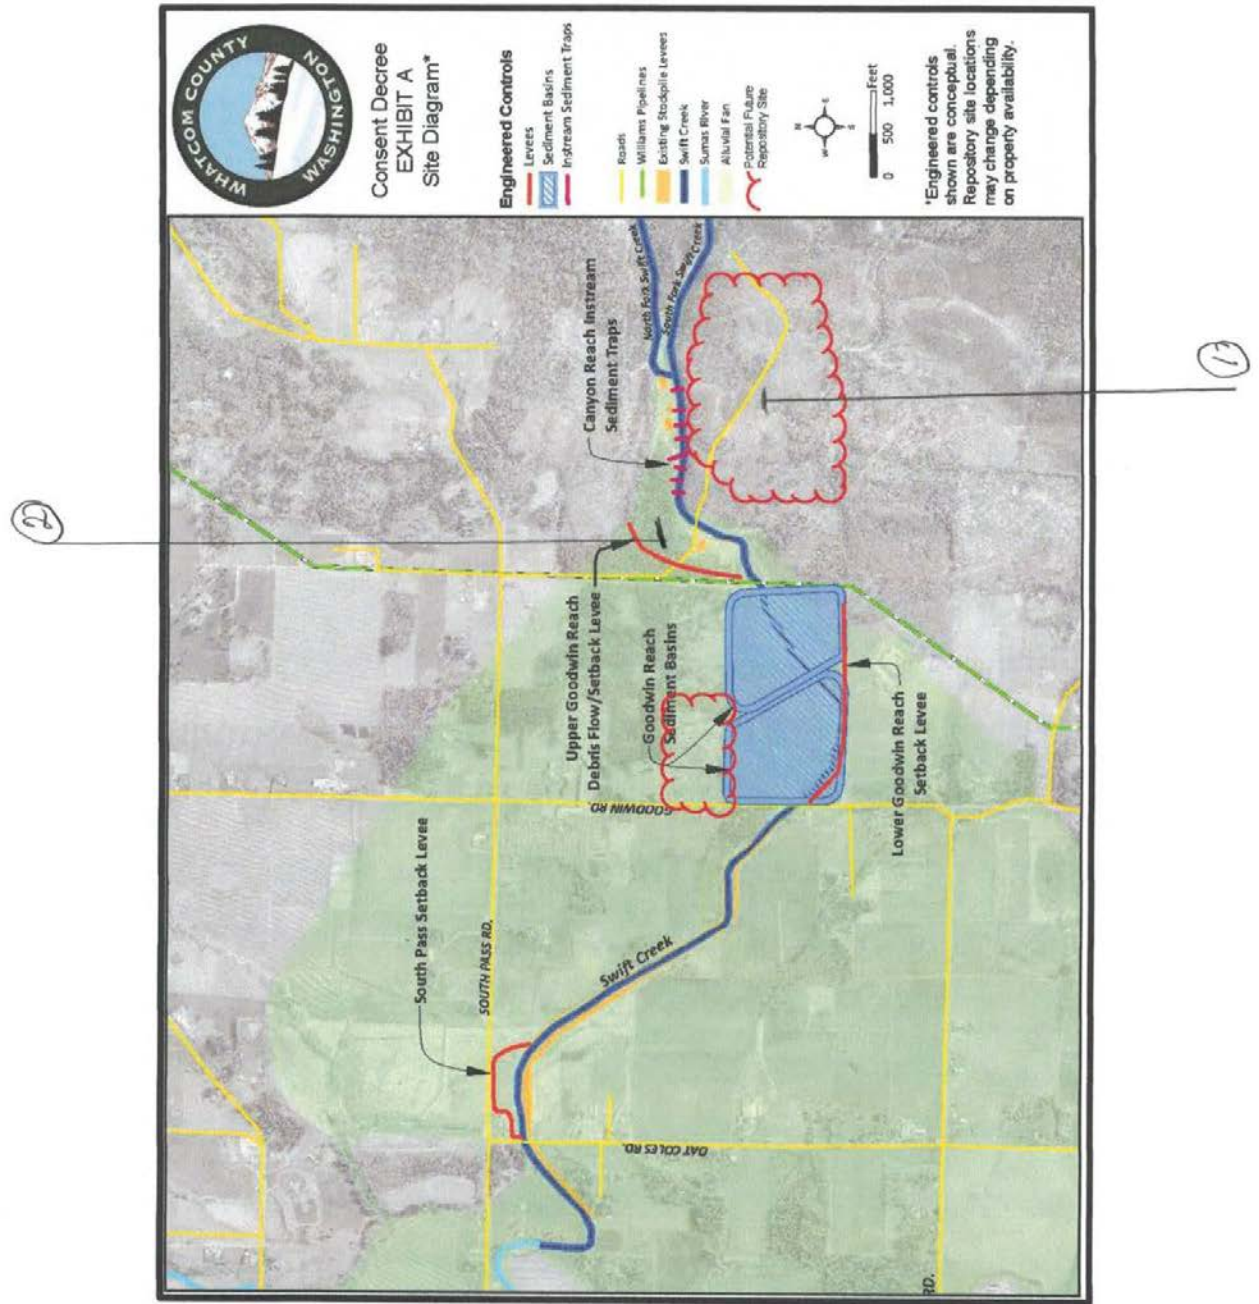 WHATCOM COUNTY
WASHINGTON
Consent Decree
EXHIBIT A
Site Diagram*
Engineered Controls
Levees
Sediment Basins
Instream Sediment Traps
Roads
Williams Pipelines
Existing Stockpile Levees
Swift Creek
Sumas River
Alluvial Fan
Potential Future
Repository Site
N
W
E
S
Feet
0 500 1,000
*Engineered controls
shown are conceptual.
Repository site locations
may change depending
on property availability.
North Fork Swift Creek
South Fork Swift Creek
Canyon Reach Instream
Sediment Traps
Upper Goodwin Reach
Debris Flow/Setback Levee
Goodwin Reach
Sediment Basins
Lower Goodwin Reach
Setback Levee
GOODWIN RD.
South Pass Setback Levee
SOUTH PASS RD.
Swift Creek
OAT COLES RD.
RD.
2